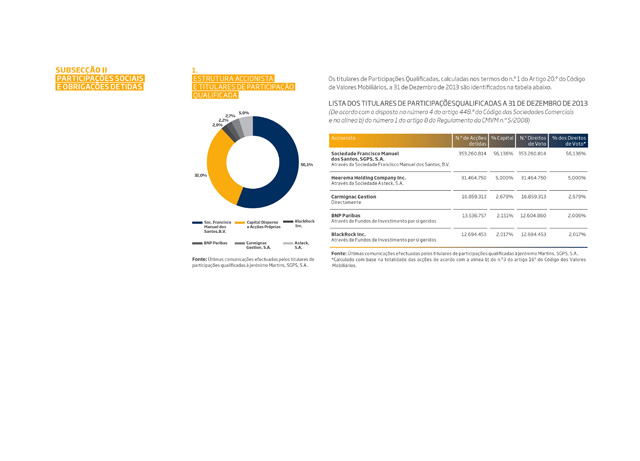 SUBSECÇÃO II
PARTICIPAÇÕES SOCIAIS
E OBRIGAÇÕES DETIDAS
1.
ESTRUTURA ACCIONISTA
E TITULARES DE PARTICIPAÇÃO
QUALIFICADA
5,0%
2,7%
2,2%
2,0%
32,0%
56,1%
Soc. Francisco
Manuel dos
Santos,B.V.
Capital Disperso
e Acções Próprias
BlackRock
Inc.
BNP Paribas
Carmignac
Gestion, S.A.
Asteck,
S.A.
Fonte: Últimas comunicações efectuadas pelos titulares de
participações qualificadas à Jerónimo Martins, SGPS, S.A..
Os titulares de Participações Qualificadas, calculadas nos termos do n.º 1 do Artigo 20.º do Código
de Valores Mobiliários, a 31 de Dezembro de 2013 são identificados na tabela abaixo.
LISTA DOS TITULARES DE PARTICIPAÇÕESQUALIFICADAS A 31 DE DEZEMBRO DE 2013
(De acordo com o disposto no número 4 do artigo 448.º do Código das Sociedades Comerciais
e na alínea b) do número 1 do artigo 8 do Regulamento da CMVM n.º 5/2008)
Accionista N.º de Acções detidas % Capital N.º Direitos de Voto % dos Direitos de Voto*
Sociedade Francisco Manuel
dos Santos, SGPS, S.A. 353.260.814 56,136% 353.260.814 56,136%
Através da Sociedade Francisco Manuel dos Santos, B.V.
Heerema Holding Company Inc. 31.464.750 5,000% 31.464.750 5,000%
Através da Sociedade Asteck, S.A.
Carmignac Gestion 16.859.313 2,679% 16.859.313 2,679%
Directamente
BNP Paribas 13.536.757 2,151% 12.604.860 2,006%
Através de Fundos de Investimento por si geridos
BlackRock Inc. 12.694.453 2,017% 12.694.453 2,017%
Através de Fundos de Investimento por si geridos
Fonte: Últimas comunicações efectuadas pelos titulares de participações qualificadas à Jerónimo Martins, SGPS, S.A..
*Calculado com base na totalidade das acções de acordo com a alínea b) do n.º3 do artigo 16º do Código dos Valores
Mobiliários.